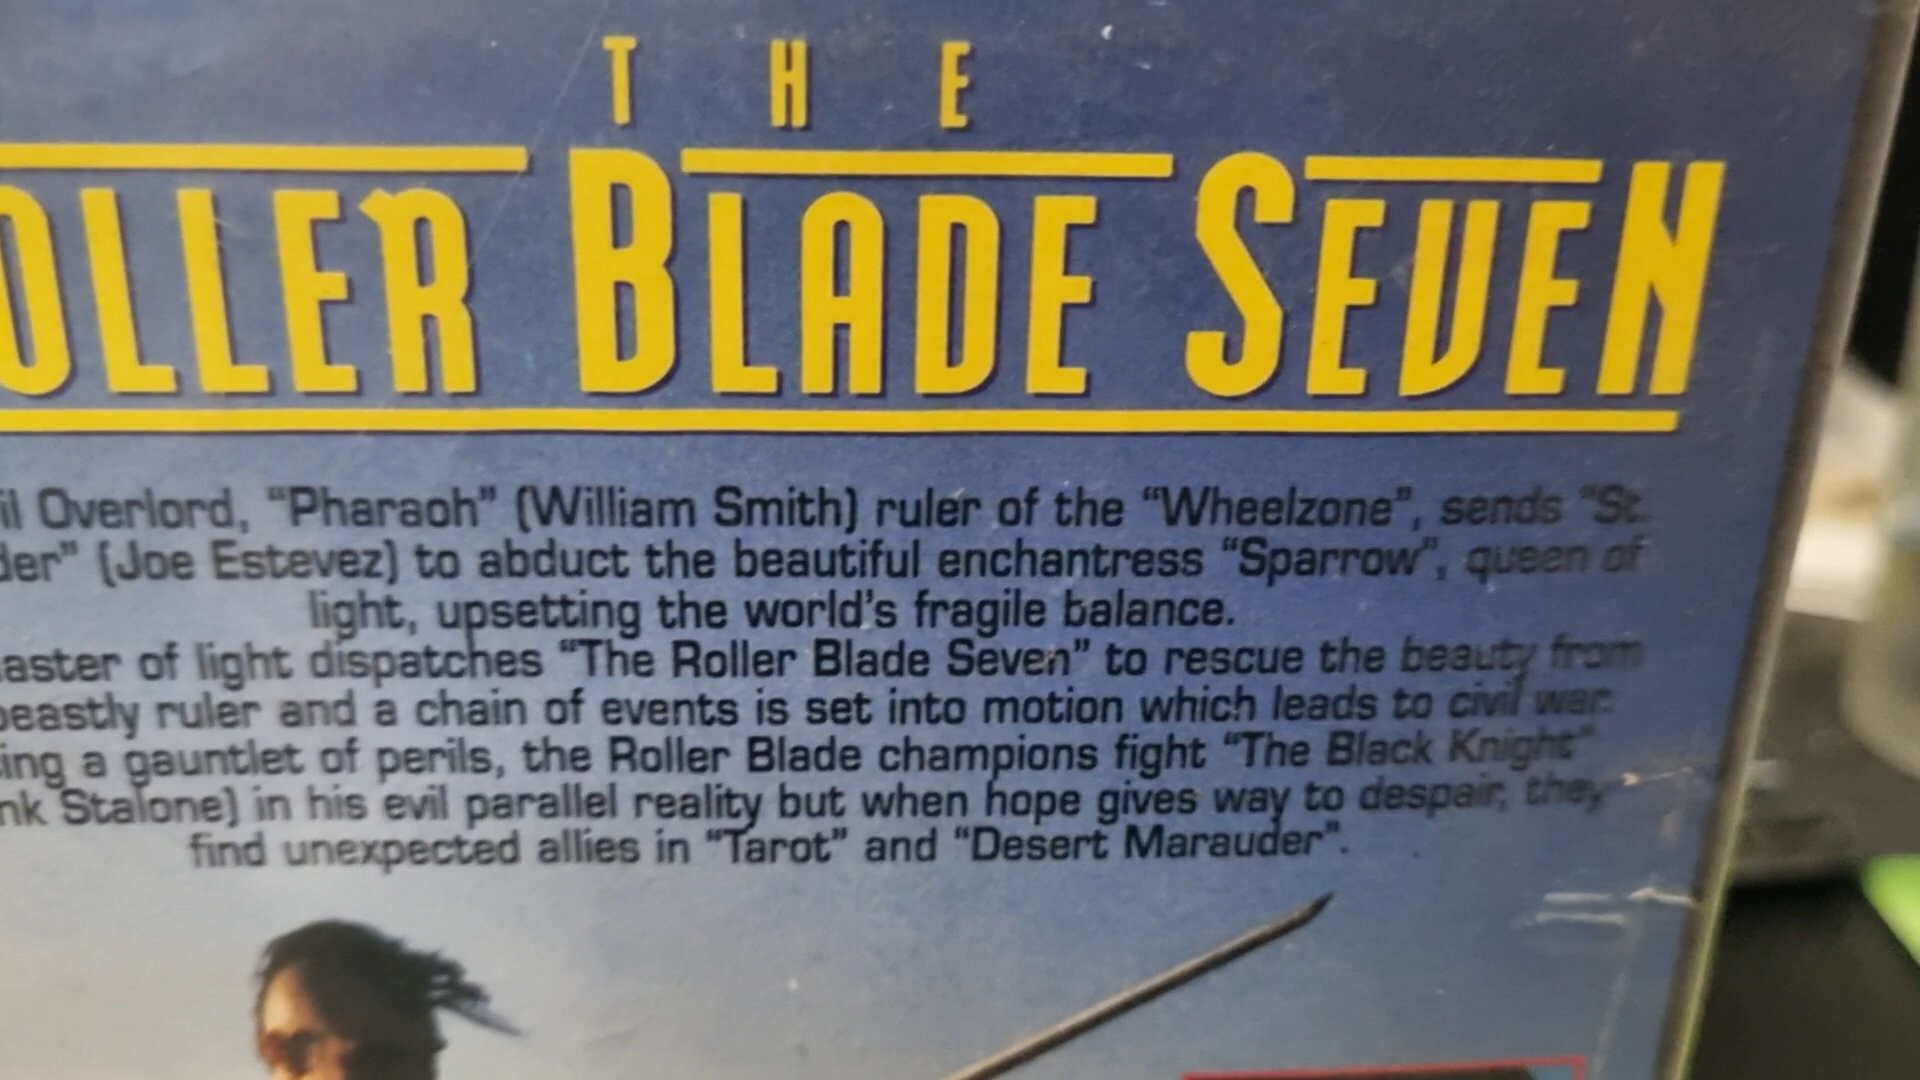 THE
OLLER BLADE SEVEN
il Overlord, “Pharaoh” (William Smith) ruler of the “Wheelzone”, sends “St.
der” (Joe Estevez) to abduct the beautiful enchantress “Sparrow”, queen of
light, upsetting the world’s fragile balance.
aster of light dispatches “The Roller Blade Seven” to rescue the beauty from
beastly ruler and a chain of events is set into motion which leads to civil war.
ing a gauntlet of perils, the Roller Blade champions fight “The Black Knight”
nk Stalone) in his evil parallel reality but when hope gives way to despair, they
find unexpected allies in “Tarot” and “Desert Marauder”.